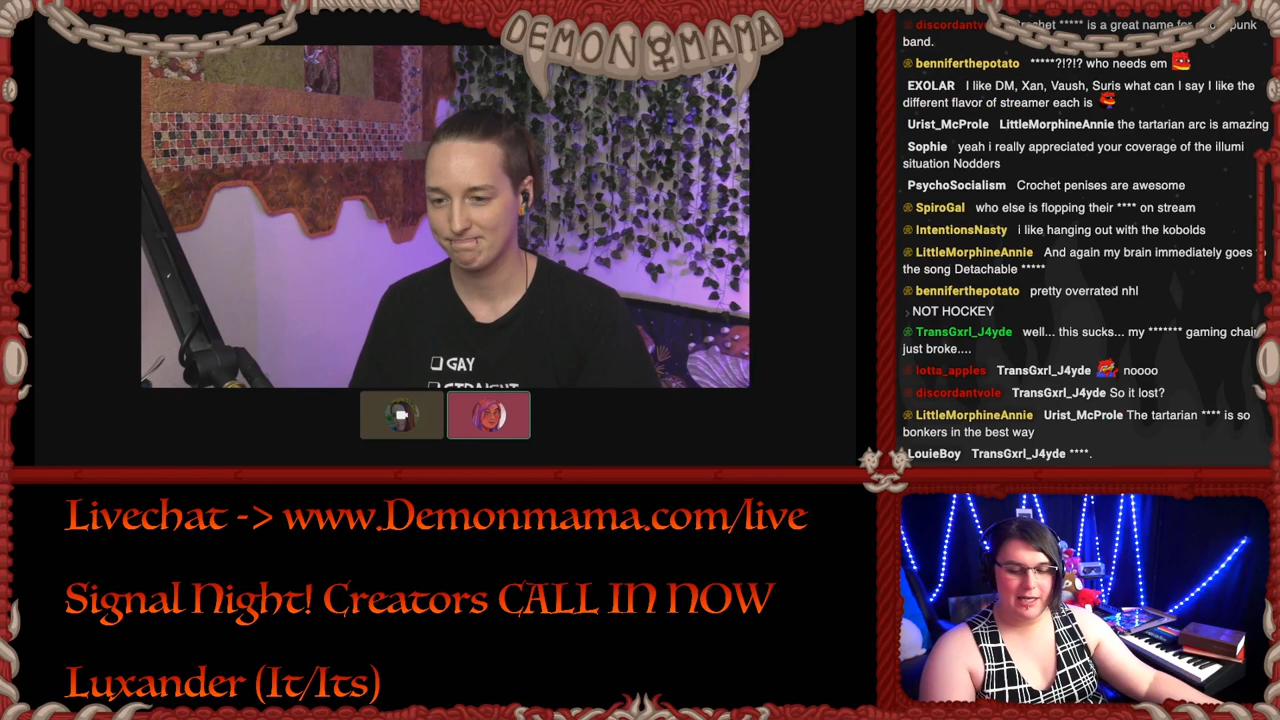 DEMON MAMA
GAY
STRAIGHT
discordantv
Crochet ***** is a great name for
punk
band.
benniferthepotato *****?!?!? who needs em
EXOLAR I like DM, Xan, Vaush, Suris what can I say I like the
different flavor of streamer each is
Urist_McProle LittleMorphineAnnie the tartarian arc is amazing
Sophie yeah i really appreciated your coverage of the illumi
situation Nodders
PsychoSocialism Crochet penises are awesome
SpiroGal who else is flopping their **** on stream
IntentionsNasty i like hanging out with the kobolds
LittleMorphineAnnie And again my brain immediately goes
the song Detachable *****
benniferthepotato pretty overrated nhl
NOT HOCKEY
TransGxrl_J4yde well... this sucks... my ******* gaming chair
just broke....
lotta_apples TransGxrl_J4yde noooo
discordantvole TransGxrl_J4yde So it lost?
LittleMorphineAnnie Urist_McProle The tartarian **** is so
bonkers in the best way
LouieBoy TransGxrl_J4yde ****.
Livechat -> www.Demonmama.com/live
Signal Night! Creators CALL IN NOW
Luxander (It/Its)